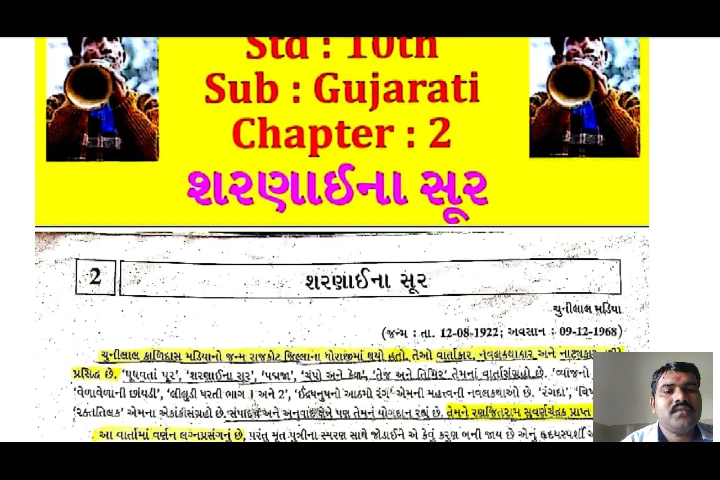 Std : 10th
Sub : Gujarati
Chapter : 2
શરણાઈના સૂર
2
શરણાઈના સૂર
ચુનીલાલ મડિયા
(જન્મ : તા. 12-08-1922; અવસાન : 09-12-1968)
ચુનીલાલ કાળિદાસ મડિયાનો જન્મ રાજકોટ જિલ્લાના ધોરાજીમાં થયો હતો. તેઓ વાર્તાકાર, નવલકથાકાર અને નાટ્યકાર
પ્રસિદ્ધ છે. 'ઘૂઘવતાં પૂર', 'શરણાઈના સૂર', 'પદ્મજા', 'ચંપો અને કેળ', 'તેજ અને તિમિર' તેમના વાર્તાસંગ્રહો છે. 'વ્યાજનો
'વેળાવેળાની છાંયડી', 'લીલુડી ધરતી ભાગ 1 અને 2', 'ઇંદ્રધનુષનો આઠમો રંગ' એમની મહત્ત્વની નવલકથાઓ છે. 'રંગદા',
'રક્તતિલક' એમના એકાંકીસંગ્રહો છે. સંપાદન અને અનુવાદક્ષેત્રે પણ તેમનું યોગદાન રહ્યું છે. તેમને રણજિતરામ સુવર્ણચંદ્રક પ્રાપ્ત
આ વાર્તામાં વર્ણન લગ્નપ્રસંગનું છે, પરંતુ મૃત પુત્રીના સ્મરણ સાથે જોડાઈને એ કેવું કરુણ બની જાય છે એનું હૃદયસ્પર્શી